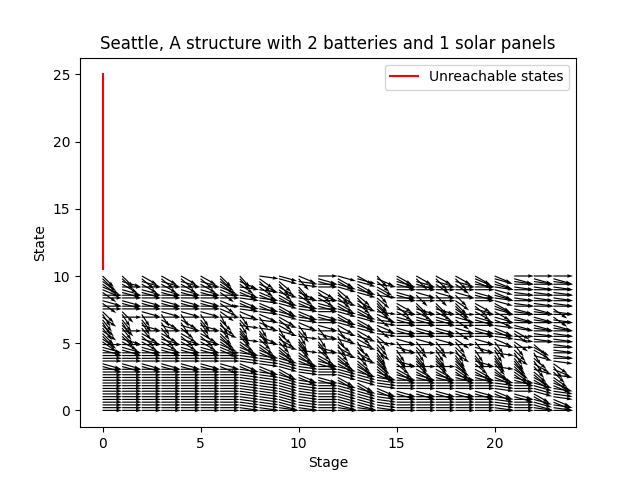 Seattle, A structure with 2 batteries and 1 solar panels
Unreachable states
25
20
15
10
5
0
State
0 5 10 15 20
Stage